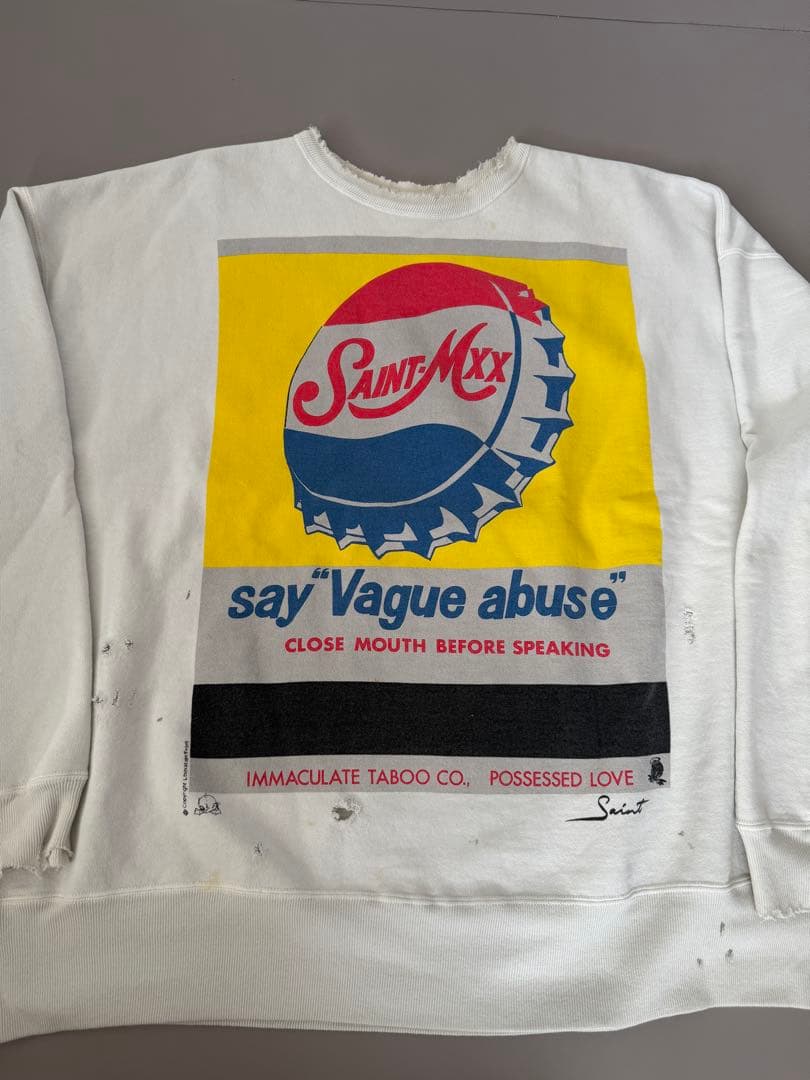 SAINT-MXX
say “Vague abuse”
CLOSE MOUTH BEFORE SPEAKING
IMMACULATE TABOO CO., POSSESSED LOVE
Saint